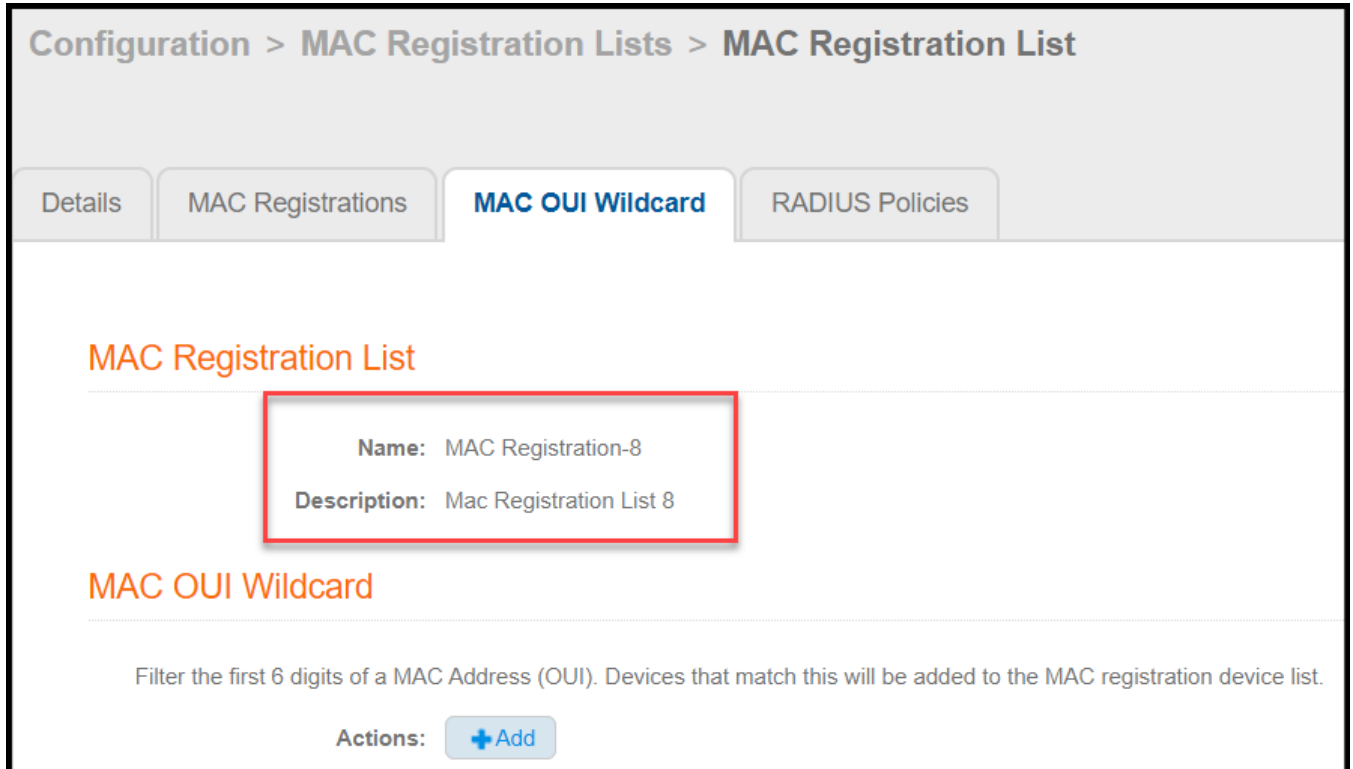 Configuration > MAC Registration Lists > MAC Registration List
Details MAC Registrations MAC OUI Wildcard RADIUS Policies
MAC Registration List
Name: MAC Registration-8
Description: Mac Registration List 8
MAC OUI Wildcard
Filter the first 6 digits of a MAC Address (OUI). Devices that match this will be added to the MAC registration device list.
Actions: +Add